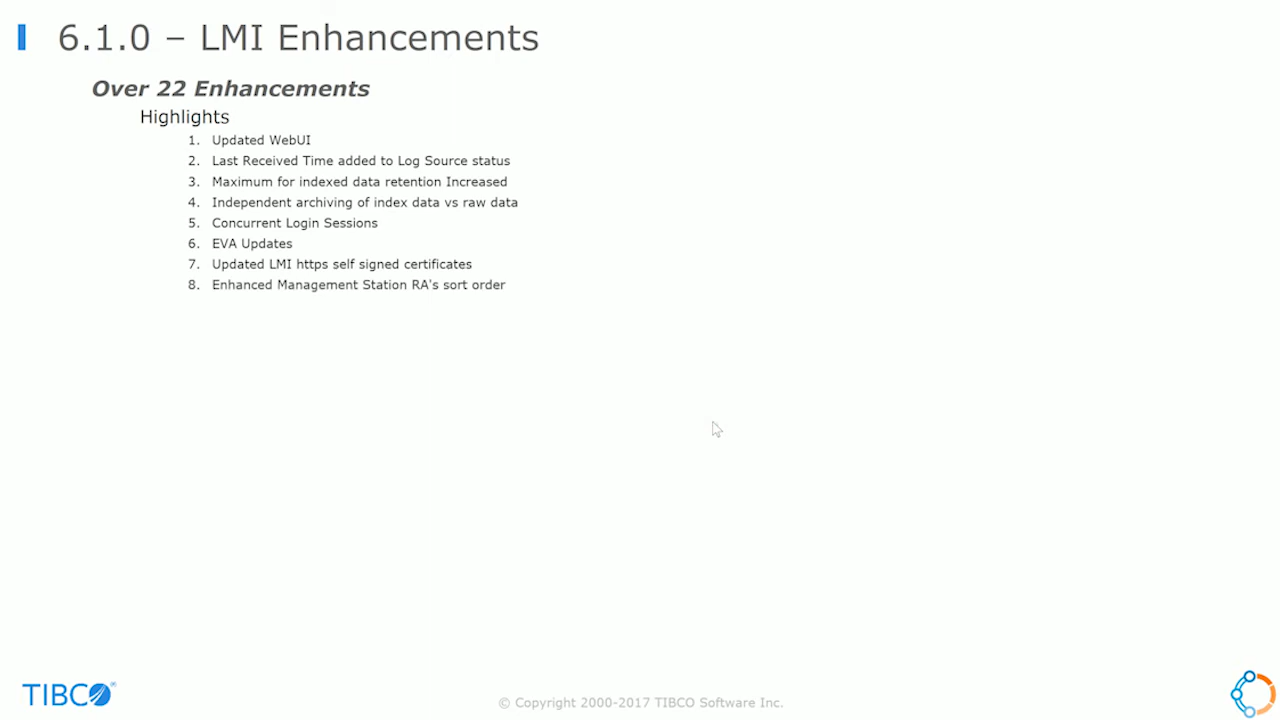 6.1.0 – LMI Enhancements
Over 22 Enhancements
Highlights
1. Updated WebUI
2. Last Received Time added to Log Source status
3. Maximum for indexed data retention Increased
4. Independent archiving of index data vs raw data
5. Concurrent Login Sessions
6. EVA Updates
7. Updated LMI https self signed certificates
8. Enhanced Management Station RA's sort order
TIBCO®
© Copyright 2000-2017 TIBCO Software Inc.